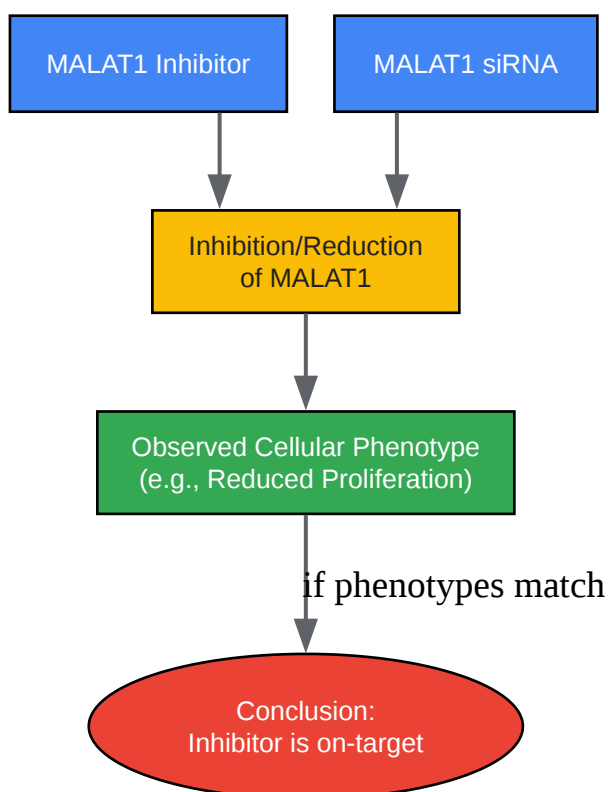 MALAT1 Inhibitor
MALAT1 siRNA
Inhibition/Reduction
of MALAT1
Observed Cellular Phenotype
(e.g., Reduced Proliferation)
if phenotypes match
Conclusion:
Inhibitor is on-target